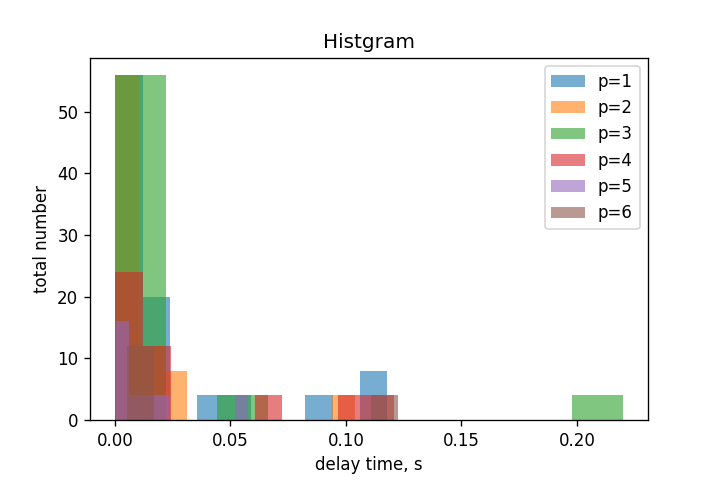 Histgram
p=1
p=2
p=3
p=4
p=5
p=6
total number
50
40
30
20
10
0
0.00 0.05 0.10 0.15 0.20
delay time, s